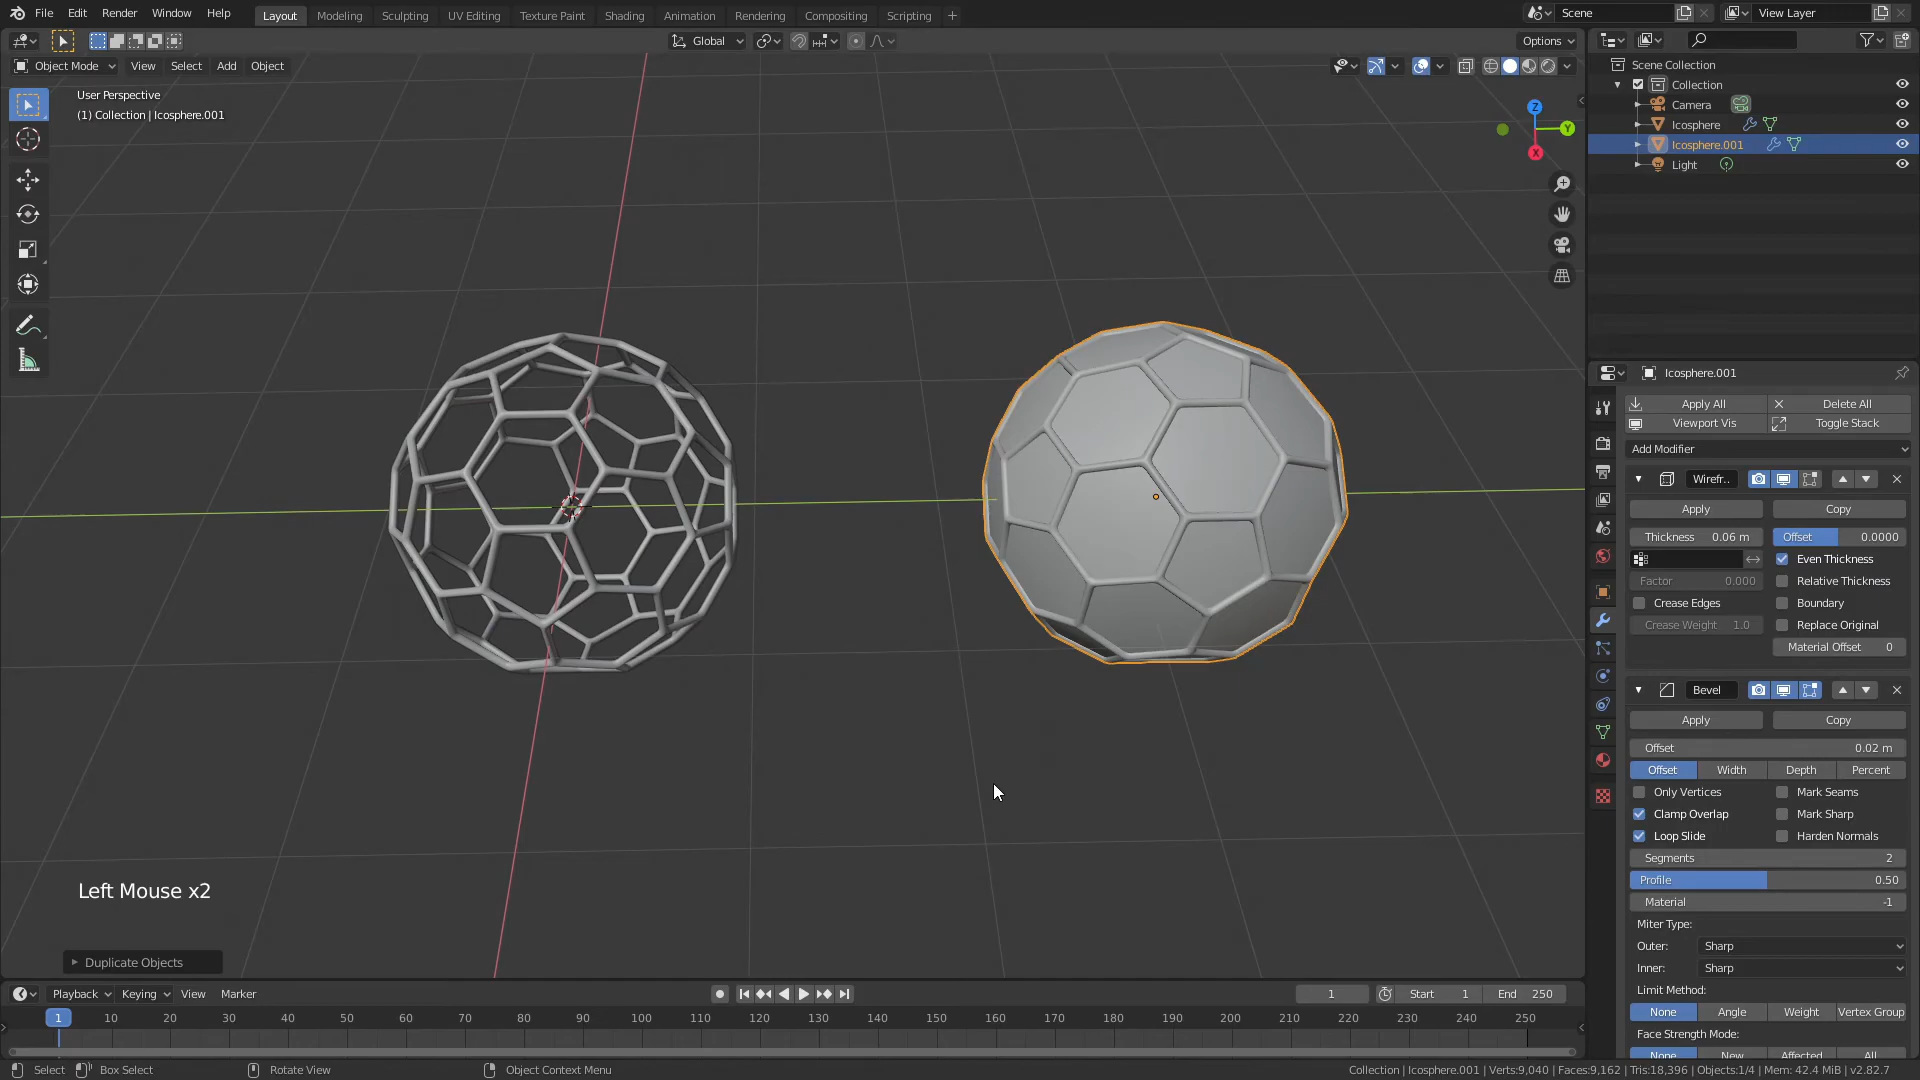 File Edit Render Window Help Layout Modeling Sculpting UV Editing Texture Paint Shading Animation Rendering Compositing Scripting + Scene View Layer
Global Options
Object Mode View Select Add Object
User Perspective
(1) Collection | Icosphere.001
Z
Y
X
Scene Collection
Collection
Camera
Icosphere
Icosphere.001
Light
Icosphere.001
Apply All Delete All
Viewport Vis Toggle Stack
Add Modifier
Wirefr..
Apply Copy
Thickness 0.06 m Offset 0.0000
Even Thickness
Factor 0.000 Relative Thickness
Crease Edges Boundary
Crease Weight 1.0 Replace Original
Material Offset 0
Bevel
Apply Copy
Offset 0.02 m
Offset Width Depth Percent
Only Vertices Mark Seams
Clamp Overlap Mark Sharp
Loop Slide Harden Normals
Segments 2
Profile 0.50
Material -1
Miter Type:
Outer: Sharp
Inner: Sharp
Limit Method:
None Angle Weight Vertex Group
Face Strength Mode:
None New Affected All
Left Mouse x2
Duplicate Objects
Playback Keying View Marker 1 Start 1 End 250
1 10 20 30 40 50 60 70 80 90 100 110 120 130 140 150 160 170 180 190 200 210 220 230 240 250
Select Box Select Rotate View Object Context Menu Collection | Icosphere.001 | Verts:9,040 | Faces:9,162 | Tris:18,396 | Objects:1/4 | Mem: 42.4 MiB | v2.82.7